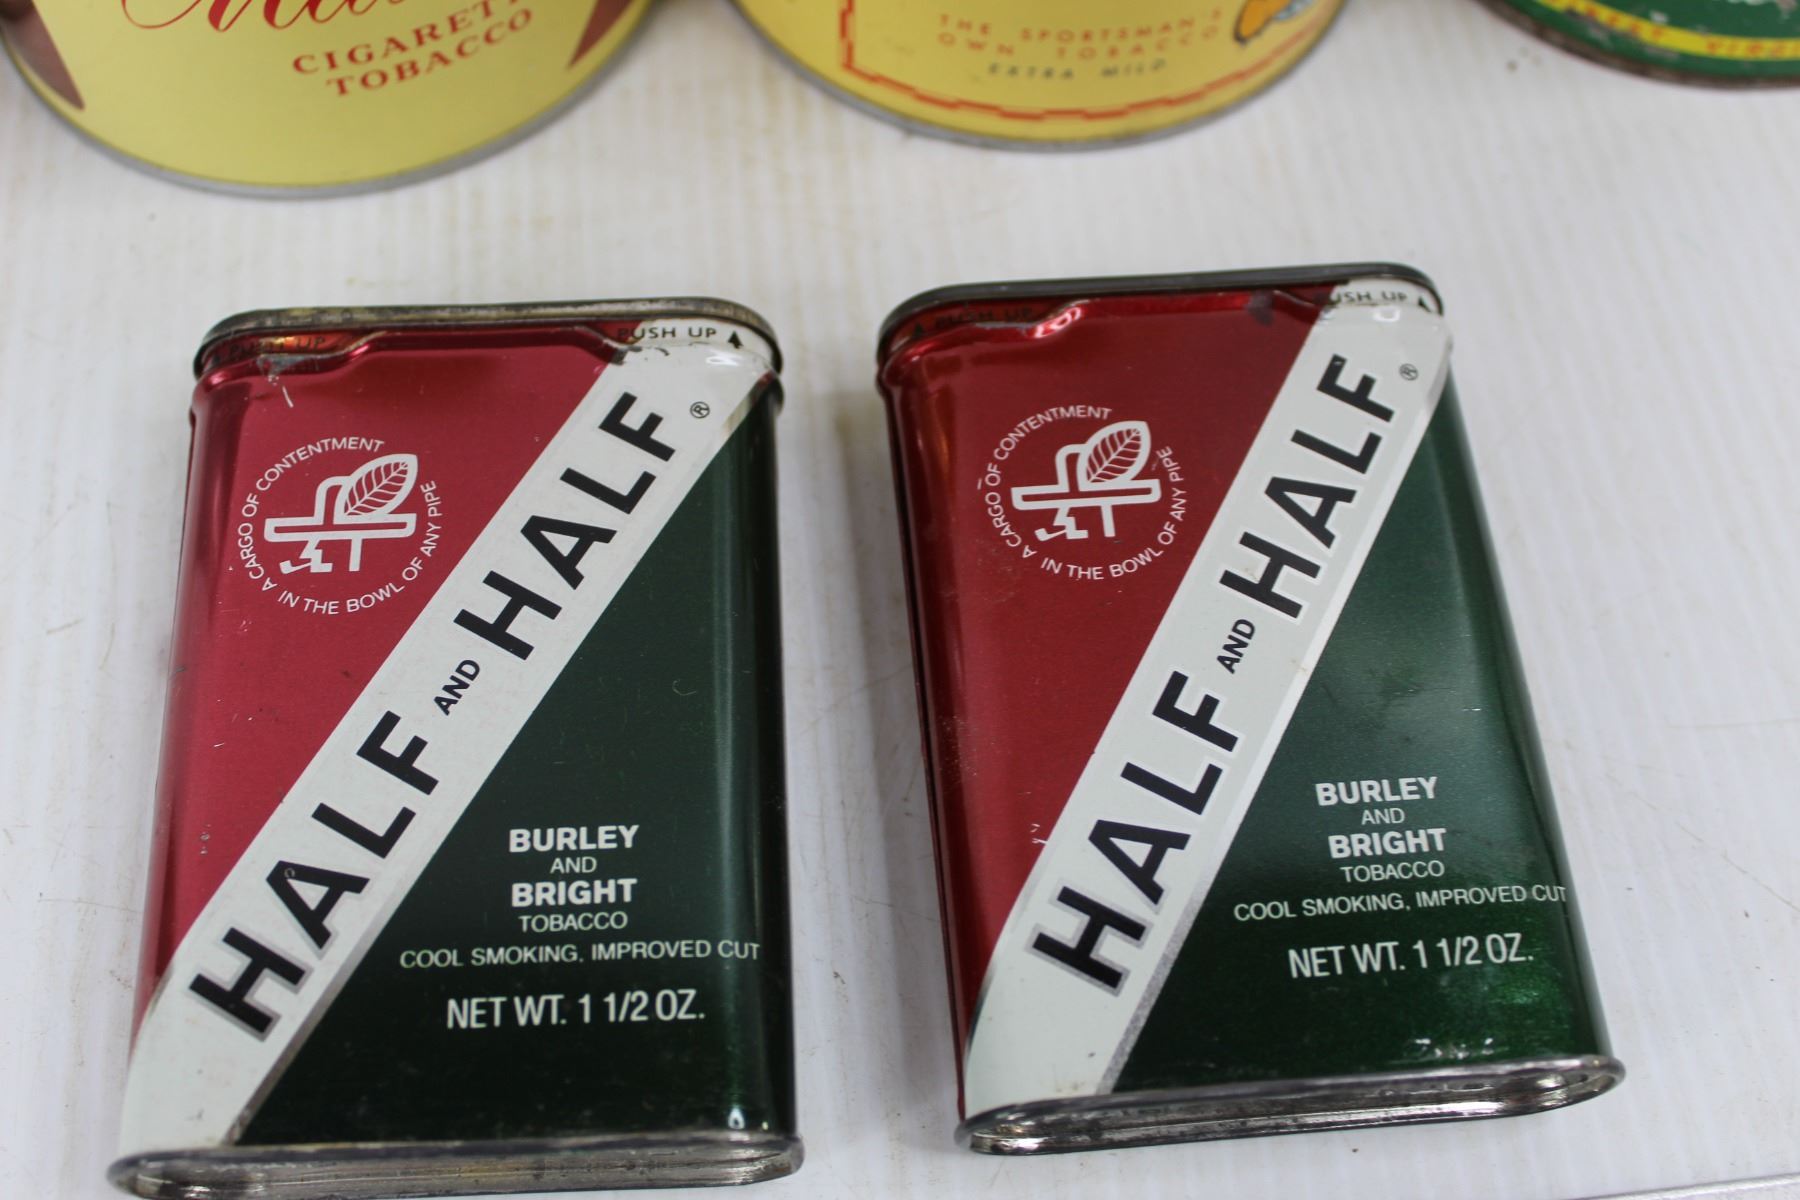 CIGARETTE
TOBACCO
THE SPORTSMAN'S
OWN TOBACCO
EXTRA MILD
PUSH UP PUSH UP
HALF AND HALF ®
A CARGO OF CONTENTMENT
IN THE BOWL OF ANY PIPE
BURLEY
AND
BRIGHT
TOBACCO
COOL SMOKING, IMPROVED CUT
NET WT. 1 1/2 OZ.
PUSH UP PUSH UP
HALF AND HALF ®
A CARGO OF CONTENTMENT
IN THE BOWL OF ANY PIPE
BURLEY
AND
BRIGHT
TOBACCO
COOL SMOKING, IMPROVED CUT
NET WT. 1 1/2 OZ.